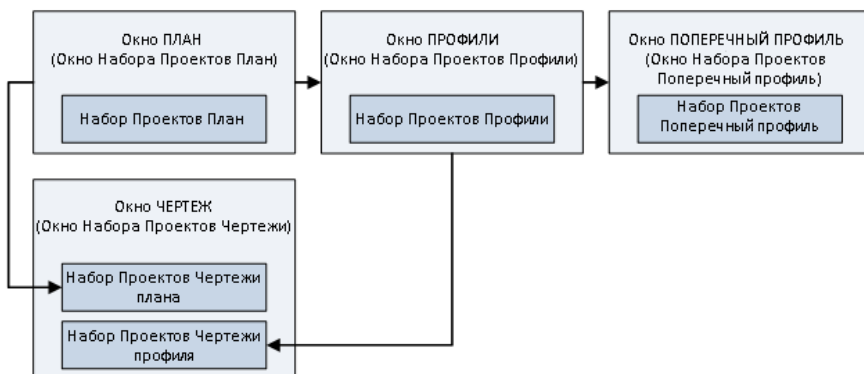 Окно ПЛАН
(Окно Набора Проектов План)
Набор Проектов План
Окно ПРОФИЛИ
(Окно Набора Проектов Профили)
Набор Проектов Профили
Окно ПОПЕРЕЧНЫЙ ПРОФИЛЬ
(Окно Набора Проектов
Поперечный профиль)
Набор Проектов
Поперечный профиль
Окно ЧЕРТЕЖ
(Окно Набора Проектов Чертежи)
Набор Проектов Чертежи
плана
Набор Проектов Чертежи
профиля